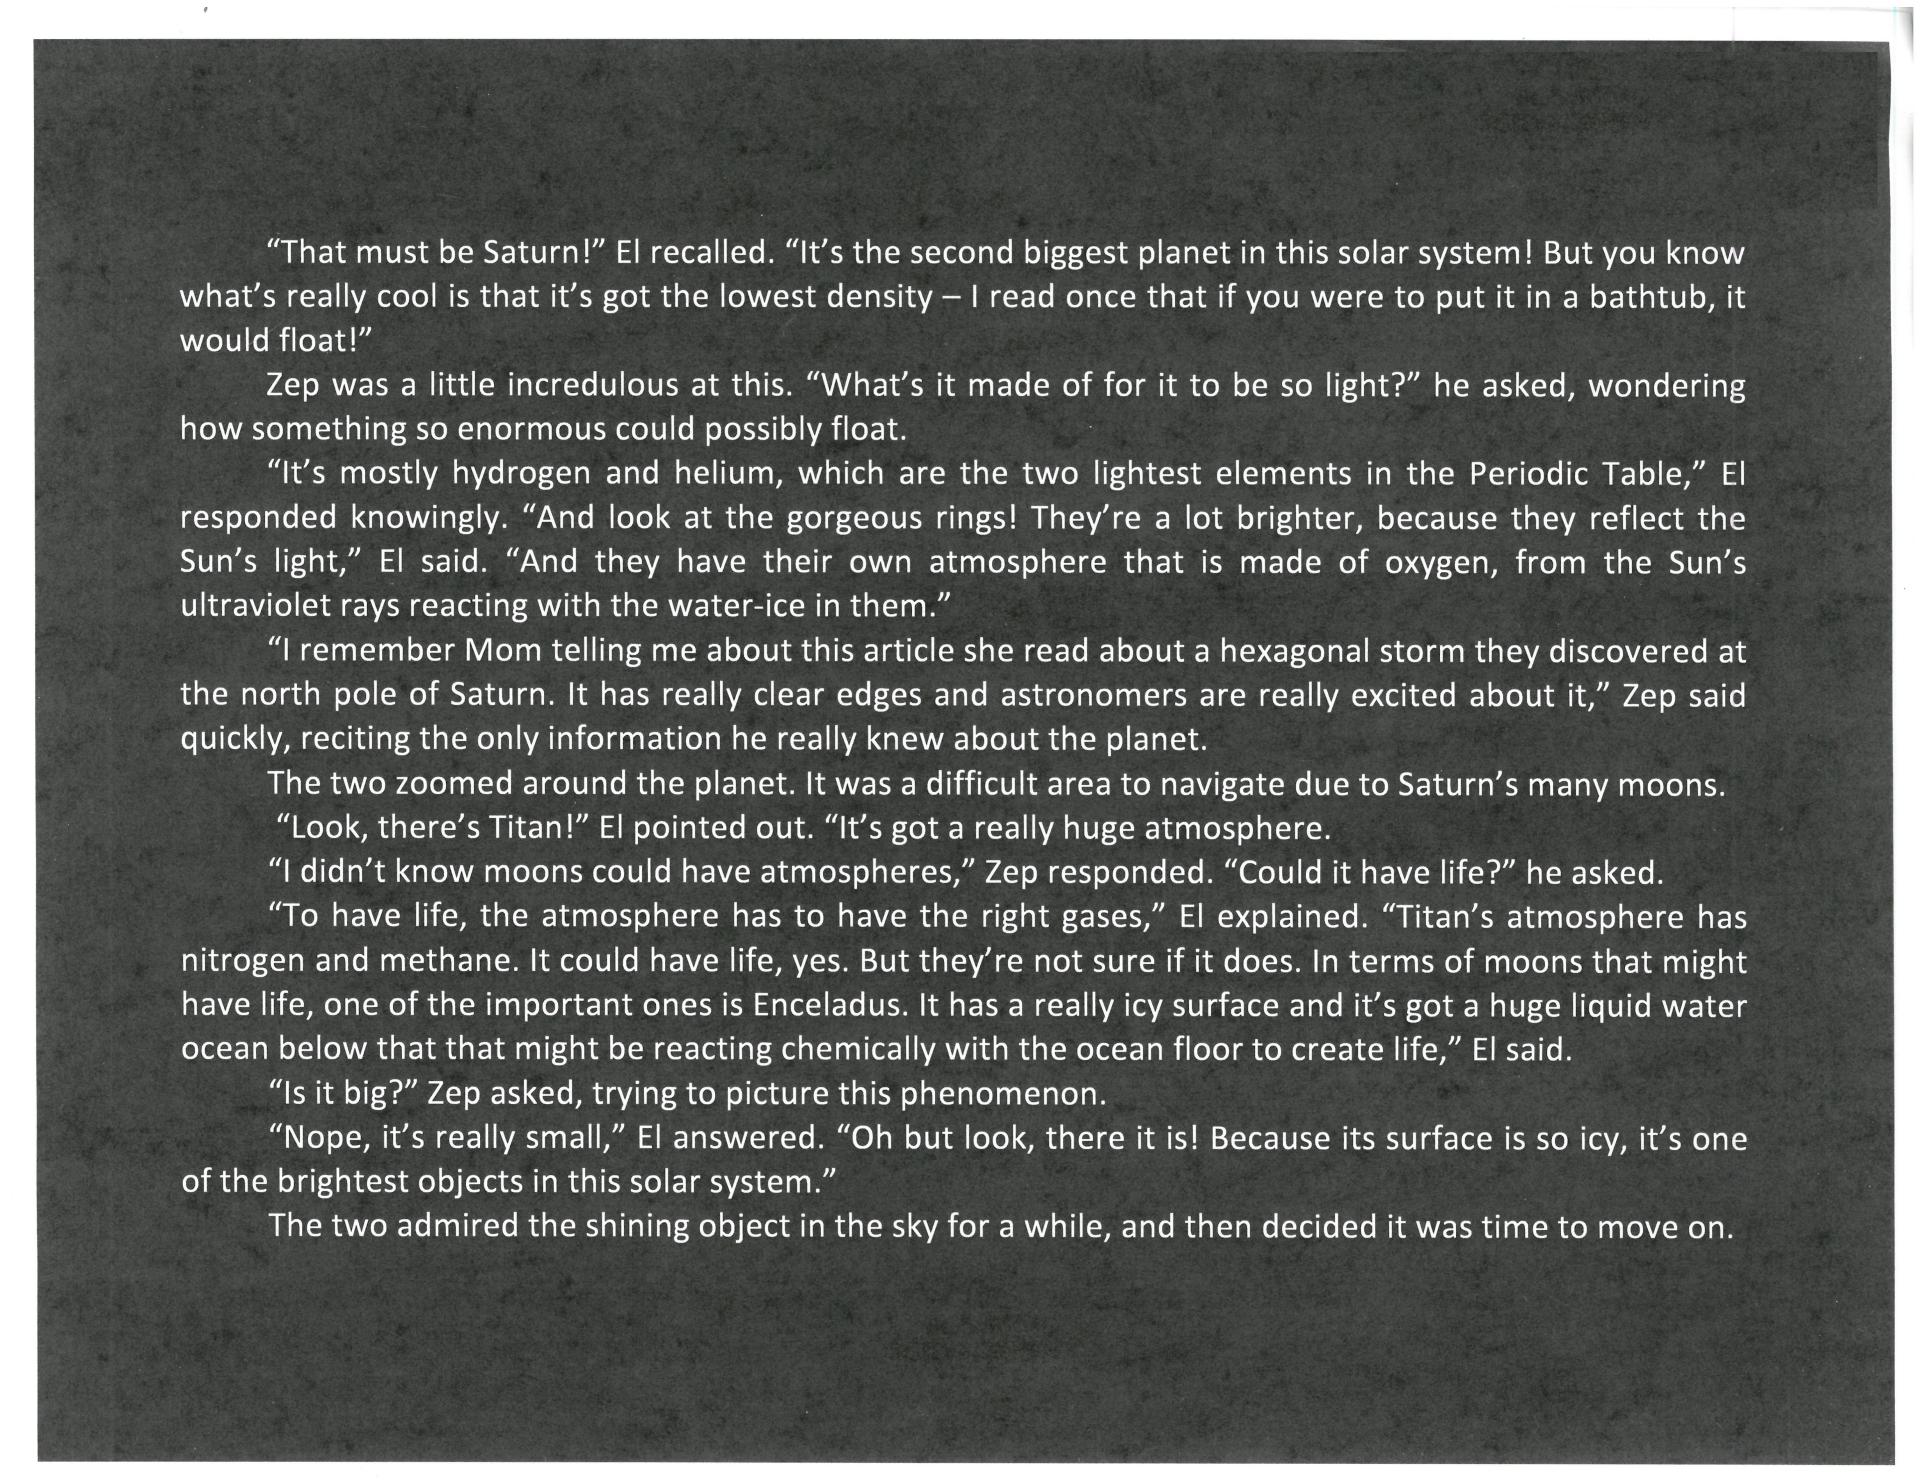 “That must be Saturn!” El recalled. “It’s the second biggest planet in this solar system! But you know
what’s really cool is that it’s got the lowest density – I read once that if you were to put it in a bathtub, it
would float!”
Zep was a little incredulous at this. “What’s it made of for it to be so light?” he asked, wondering
how something so enormous could possibly float.
“It’s mostly hydrogen and helium, which are the two lightest elements in the Periodic Table,” El
responded knowingly. “And look at the gorgeous rings! They’re a lot brighter, because they reflect the
Sun’s light,” El said. “And they have their own atmosphere that is made of oxygen, from the Sun’s
ultraviolet rays reacting with the water-ice in them.”
“I remember Mom telling me about this article she read about a hexagonal storm they discovered at
the north pole of Saturn. It has really clear edges and astronomers are really excited about it,” Zep said
quickly, reciting the only information he really knew about the planet.
The two zoomed around the planet. It was a difficult area to navigate due to Saturn’s many moons.
“Look, there’s Titan!” El pointed out. “It’s got a really huge atmosphere.
“I didn’t know moons could have atmospheres,” Zep responded. “Could it have life?” he asked.
“To have life, the atmosphere has to have the right gases,” El explained. “Titan’s atmosphere has
nitrogen and methane. It could have life, yes. But they’re not sure if it does. In terms of moons that might
have life, one of the important ones is Enceladus. It has a really icy surface and it’s got a huge liquid water
ocean below that that might be reacting chemically with the ocean floor to create life,” El said.
“Is it big?” Zep asked, trying to picture this phenomenon.
“Nope, it’s really small,” El answered. “Oh but look, there it is! Because its surface is so icy, it’s one
of the brightest objects in this solar system.”
The two admired the shining object in the sky for a while, and then decided it was time to move on.